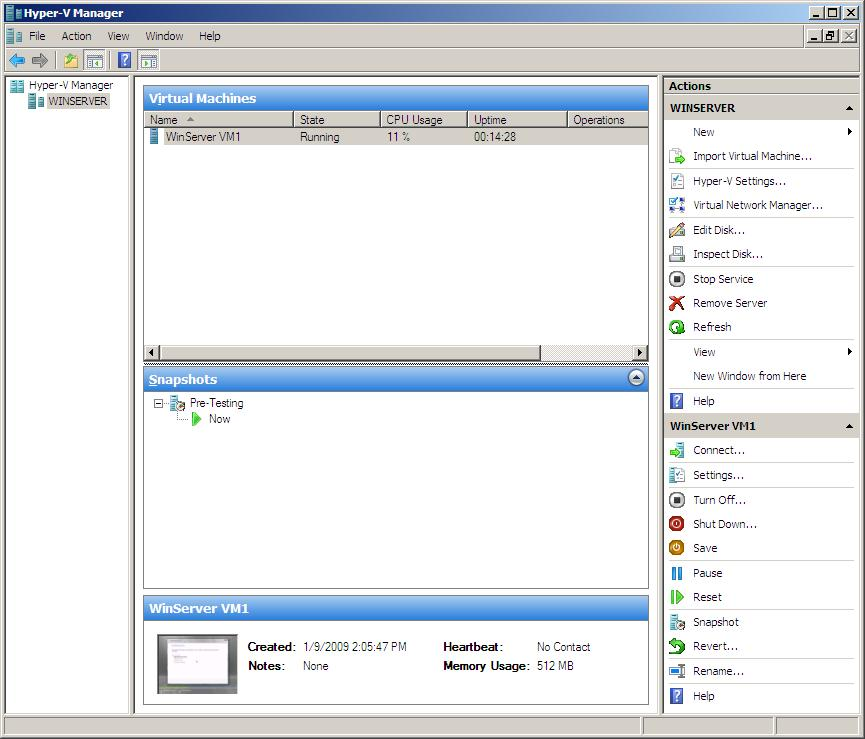 Hyper-V Manager
File Action View Window Help
Hyper-V Manager
WINSERVER
Virtual Machines
Name State CPU Usage Uptime Operations
WinServer VM1 Running 11 % 00:14:28
Snapshots
Pre-Testing
Now
WinServer VM1
Created: 1/9/2009 2:05:47 PM Heartbeat: No Contact
Notes: None Memory Usage: 512 MB
Actions
WINSERVER
New
Import Virtual Machine...
Hyper-V Settings...
Virtual Network Manager...
Edit Disk...
Inspect Disk...
Stop Service
Remove Server
Refresh
View
New Window from Here
Help
WinServer VM1
Connect...
Settings...
Turn Off...
Shut Down...
Save
Pause
Reset
Snapshot
Revert...
Rename...
Help